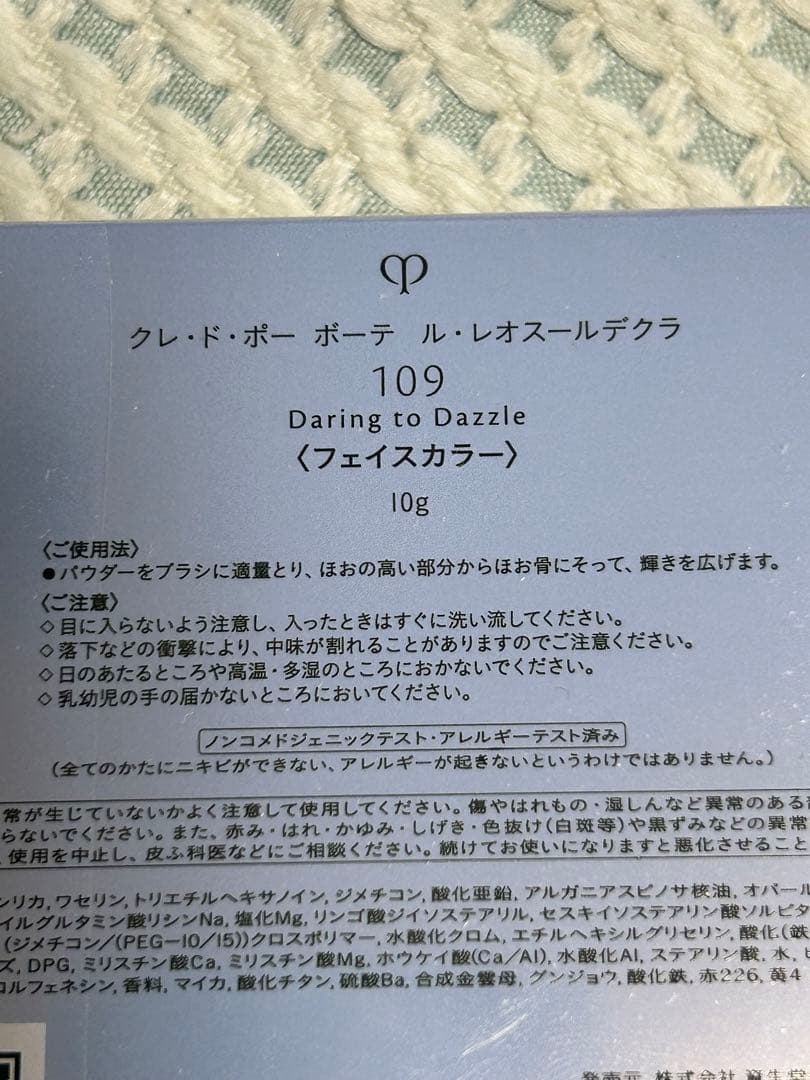 クレ・ド・ポー ボーテ ル・レオスールデクラ
109
Daring to Dazzle
〈フェイスカラー〉
10g
〈ご使用法〉
●パウダーをブラシに適量とり、ほおの高い部分からほお骨にそって、輝きを広げます。
〈ご注意〉
◇目に入らないよう注意し、入ったときはすぐに洗い流してください。
◇落下などの衝撃により、中味が割れることがありますのでご注意ください。
◇日のあたるところや高温・多湿のところにおかないでください。
◇乳幼児の手の届かないところにおいてください。
ノンコメドジェニックテスト・アレルギーテスト済み
(全てのかたにニキビができない、アレルギーが起きないというわけではありません。)
常が生じていないかよく注意して使用してください。傷やはれもの・湿しんなど異常のある
らないでください。また、赤み・はれ・かゆみ・しげき・色抜け(白斑等)や黒ずみなどの異常
使用を中止し、皮ふ科医などにご相談ください。続けてお使いになりますと悪化させること
シリカ, ワセリン, トリエチルヘキサノイン, ジメチコン, 酸化亜鉛, アルガニアスピノサ核油, オパール
イルグルタミン酸リシンNa, 塩化Mg, リンゴ酸ジイソステアリル, セスキイソステアリン酸ソルビタ
(ジメチコン/(PEG-10/15))クロスポリマー, 水酸化クロム, エチルヘキシルグリセリン, 酸化(鉄
ズ, DPG, ミリスチン酸Ca, ミリスチン酸Mg, ホウケイ酸(Ca/Al), 水酸化Al, ステアリン酸, 水,
ロルフェネシン, 香料, マイカ, 酸化チタン, 硫酸Ba, 合成金雲母, グンジョウ, 酸化鉄, 赤226, 黄4
発売元 株式会社 資生堂